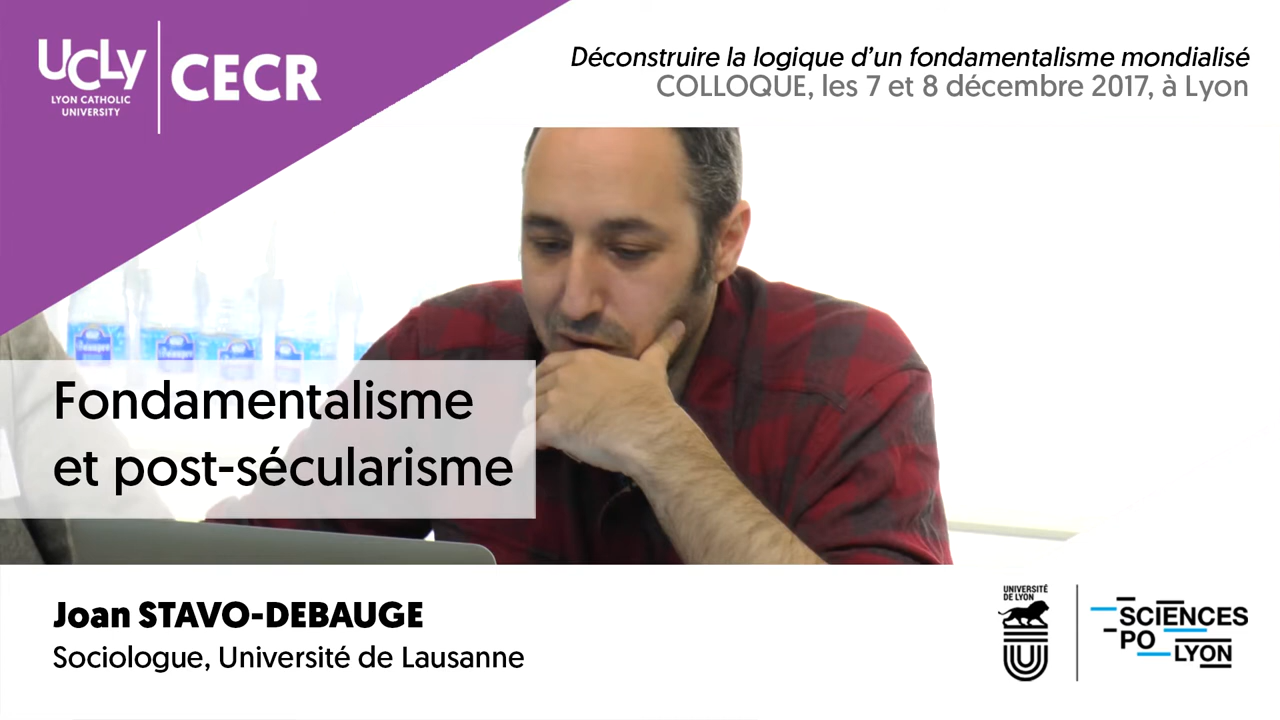 UCLY
LYON CATHOLIC
UNIVERSITY
CECR
Déconstruire la logique d'un fondamentalisme mondialisé
COLLOQUE, les 7 et 8 décembre 2017, à Lyon
Fondamentalisme
et post-sécularisme
Joan STAVO-DEBAUGE
Sociologue, Université de Lausanne
UNIVERSITÉ
DE LYON
SCIENCES
PO
LYON